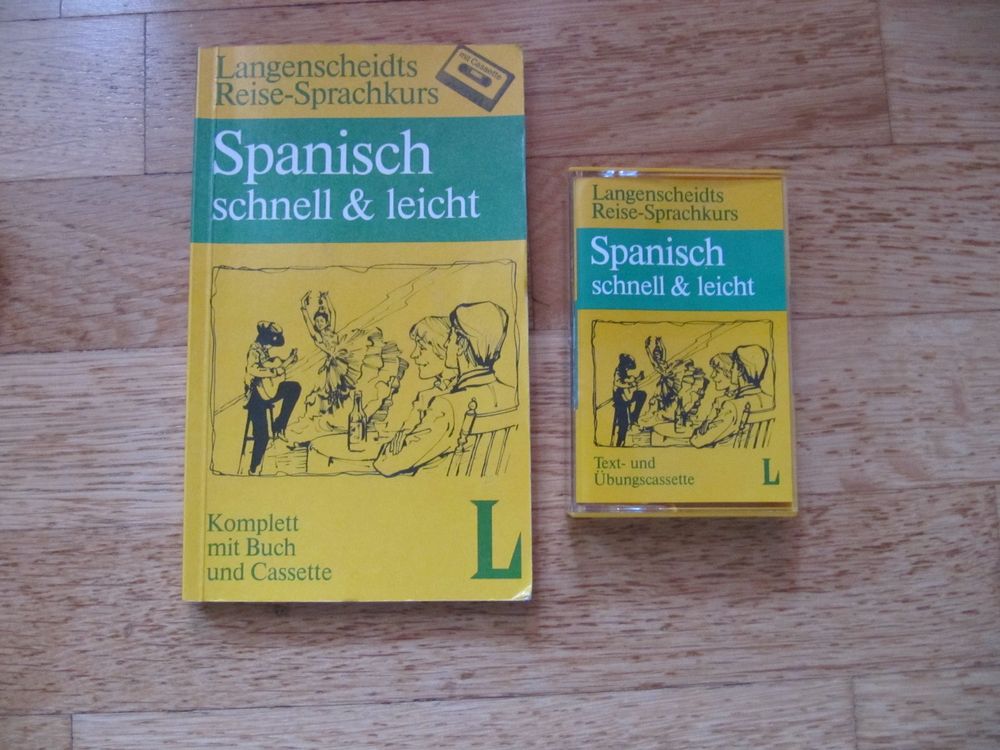 Langenscheidts
Reise-Sprachkurs
mit Cassette
Spanisch
schnell & leicht
Komplett
mit Buch
und Cassette
L
Langenscheidts
Reise-Sprachkurs
Spanisch
schnell & leicht
Text- und
Übungscassette
L